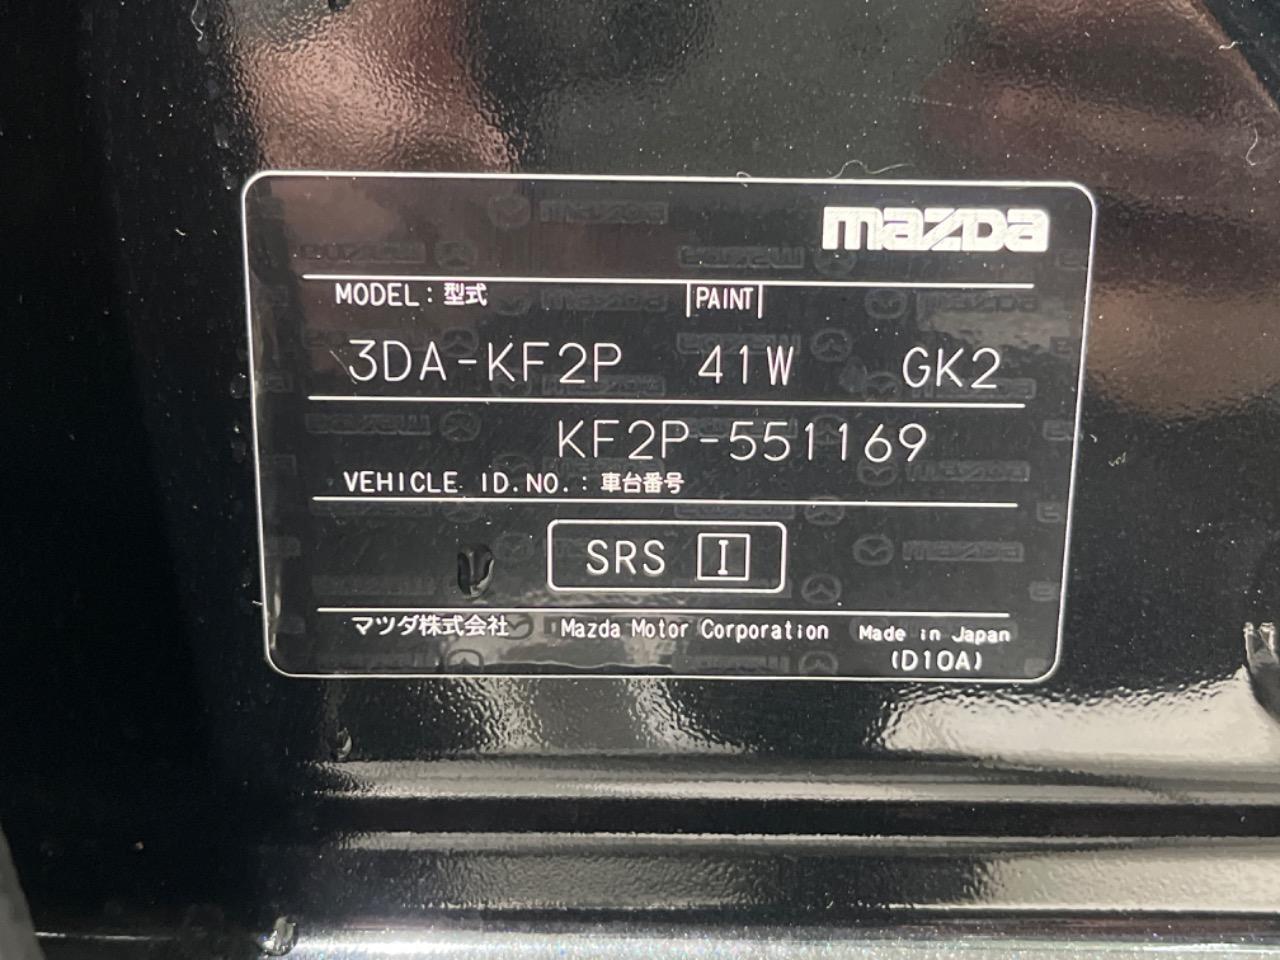 mazda
MODEL : 型式 PAINT
3DA-KF2P 41W GK2
KF2P-551169
VEHICLE ID.NO. : 車台番号
SRS I
マツダ株式会社 Mazda Motor Corporation Made in Japan
(D10A)